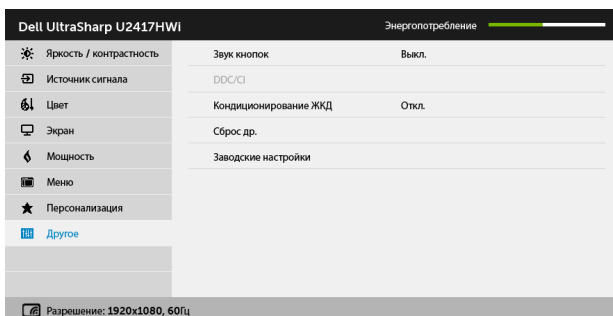 Dell UltraSharp U2417HWi Энергопотребление
Яркость / контрастность Звук кнопок Выкл.
Источник сигнала DDC/CI
Цвет Кондиционирование ЖКД Откл.
Экран Сброс др.
Мощность Заводские настройки
Меню
Персонализация
Другое
Разрешение: 1920x1080, 60Гц